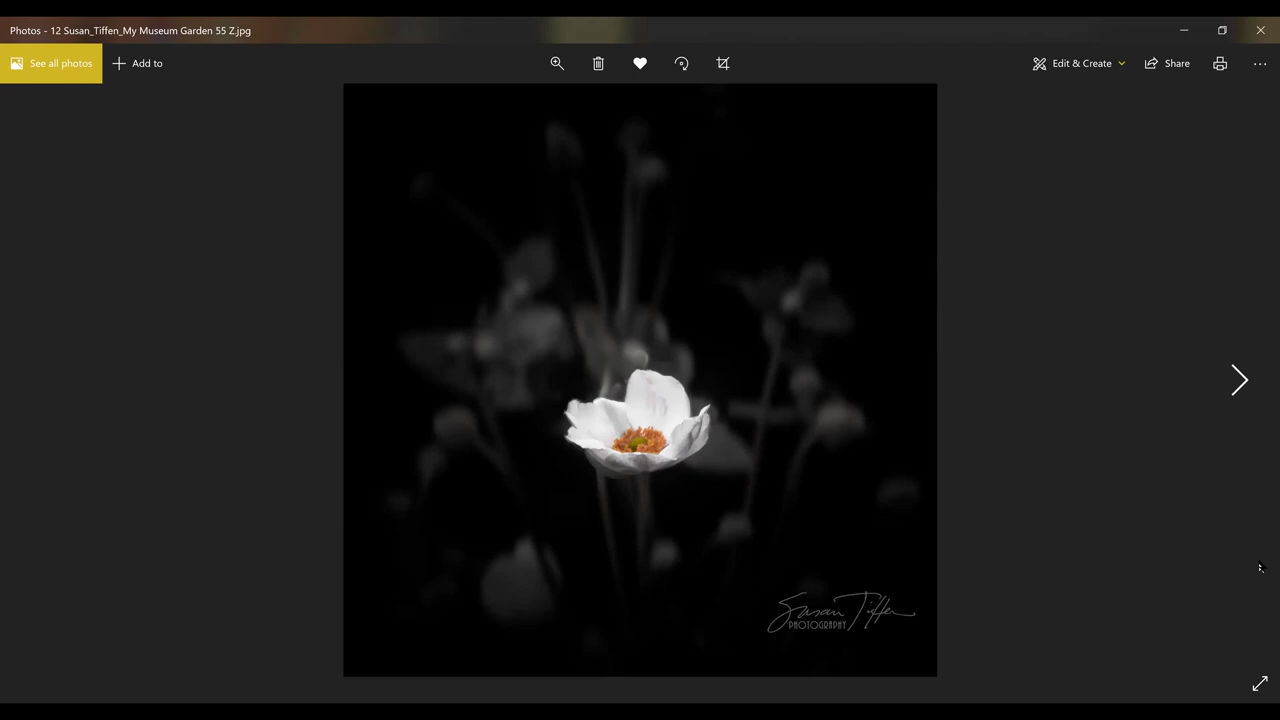 Photos - 12 Susan_Tiffen_My Museum Garden 55 Z.jpg
See all photos
Add to
Edit & Create
Share
Susan Tiffen
PHOTOGRAPHY